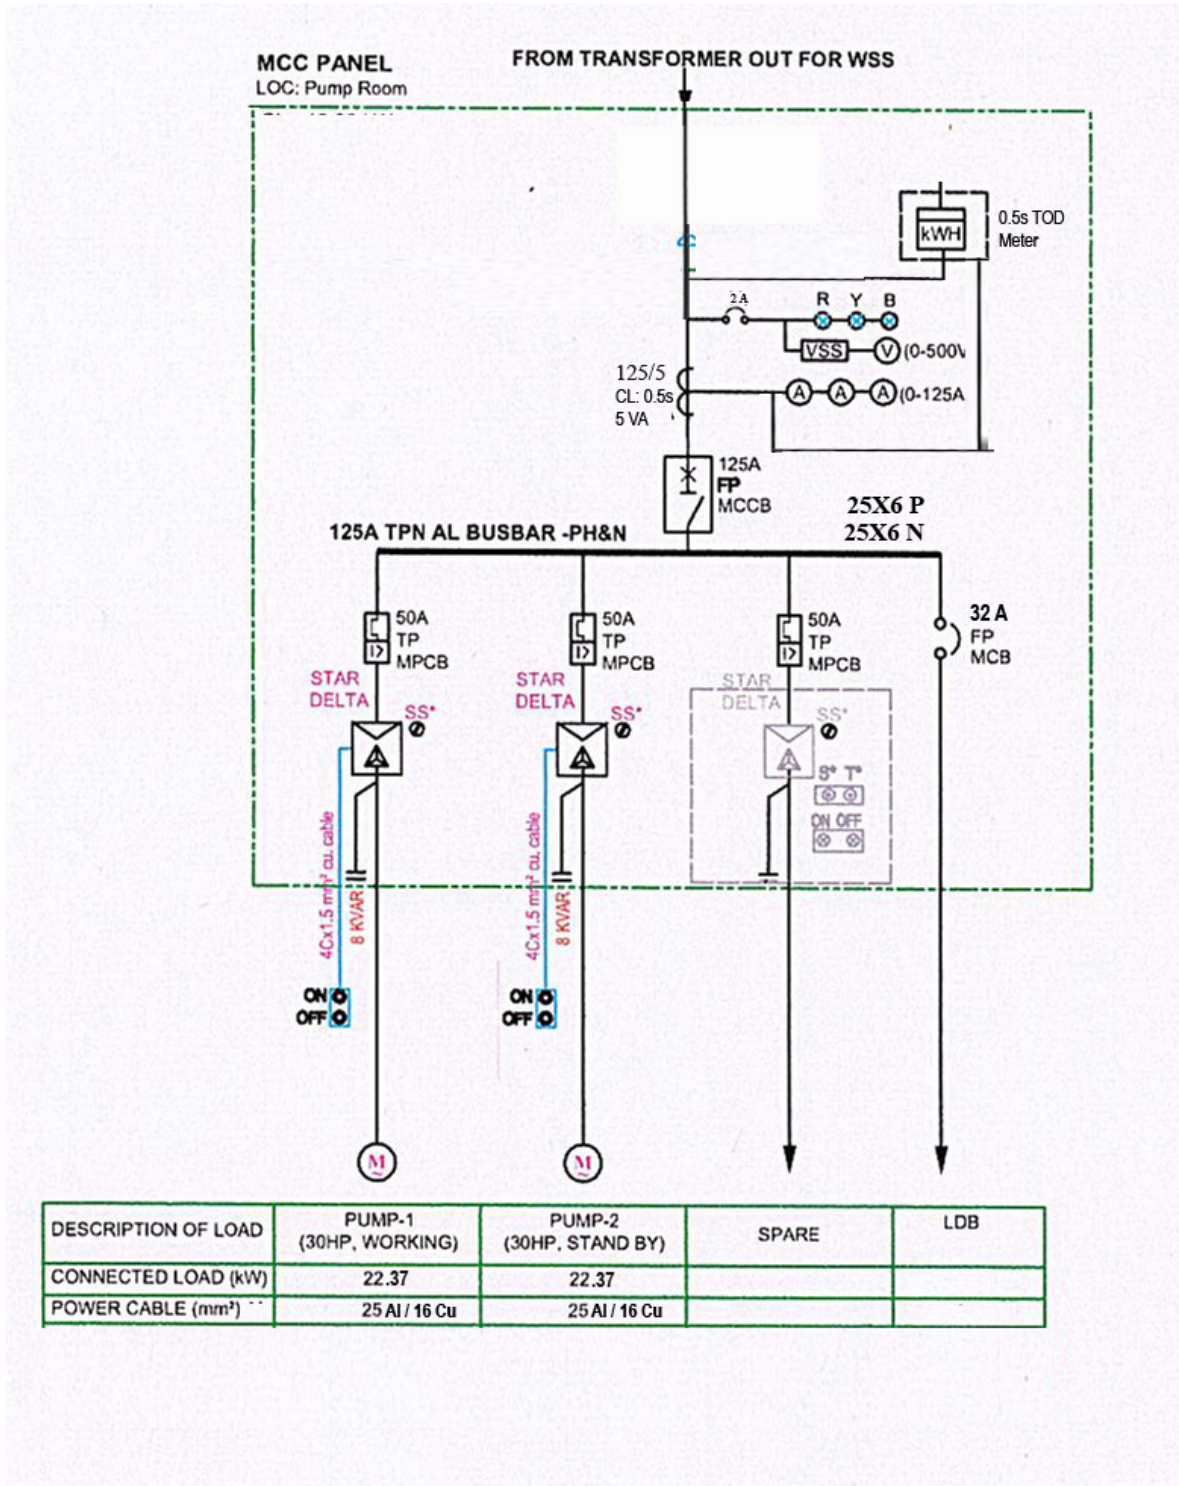 FROM TRANSFORMER OUT FOR WSS
MCC PANEL
LOC: Pump Room
kWH
0.5s TOD
Meter
2 A
R Y B
VSS V (0-500V
125/5
CL: 0.5s
5 VA
A A A (0-125A
125A
FP
MCCB
25X6 P
25X6 N
125A TPN AL BUSBAR -PH&N
50A
TP
MPCB
50A
TP
MPCB
50A
TP
MPCB
32 A
FP
MCB
STAR
DELTA
SS*
STAR
DELTA
SS*
STAR
DELTA
SS*
S* T*
ON OFF
4Cx1.5 mm² cu. cable
8 KVAR
4Cx1.5 mm² cu. cable
8 KVAR
ON
OFF
ON
OFF
M
~
M
~
DESCRIPTION OF LOAD
PUMP-1
(30HP, WORKING)
PUMP-2
(30HP, STAND BY)
SPARE
LDB
CONNECTED LOAD (kW) 22.37 22.37
POWER CABLE (mm²) 25 Al / 16 Cu 25 Al / 16 Cu